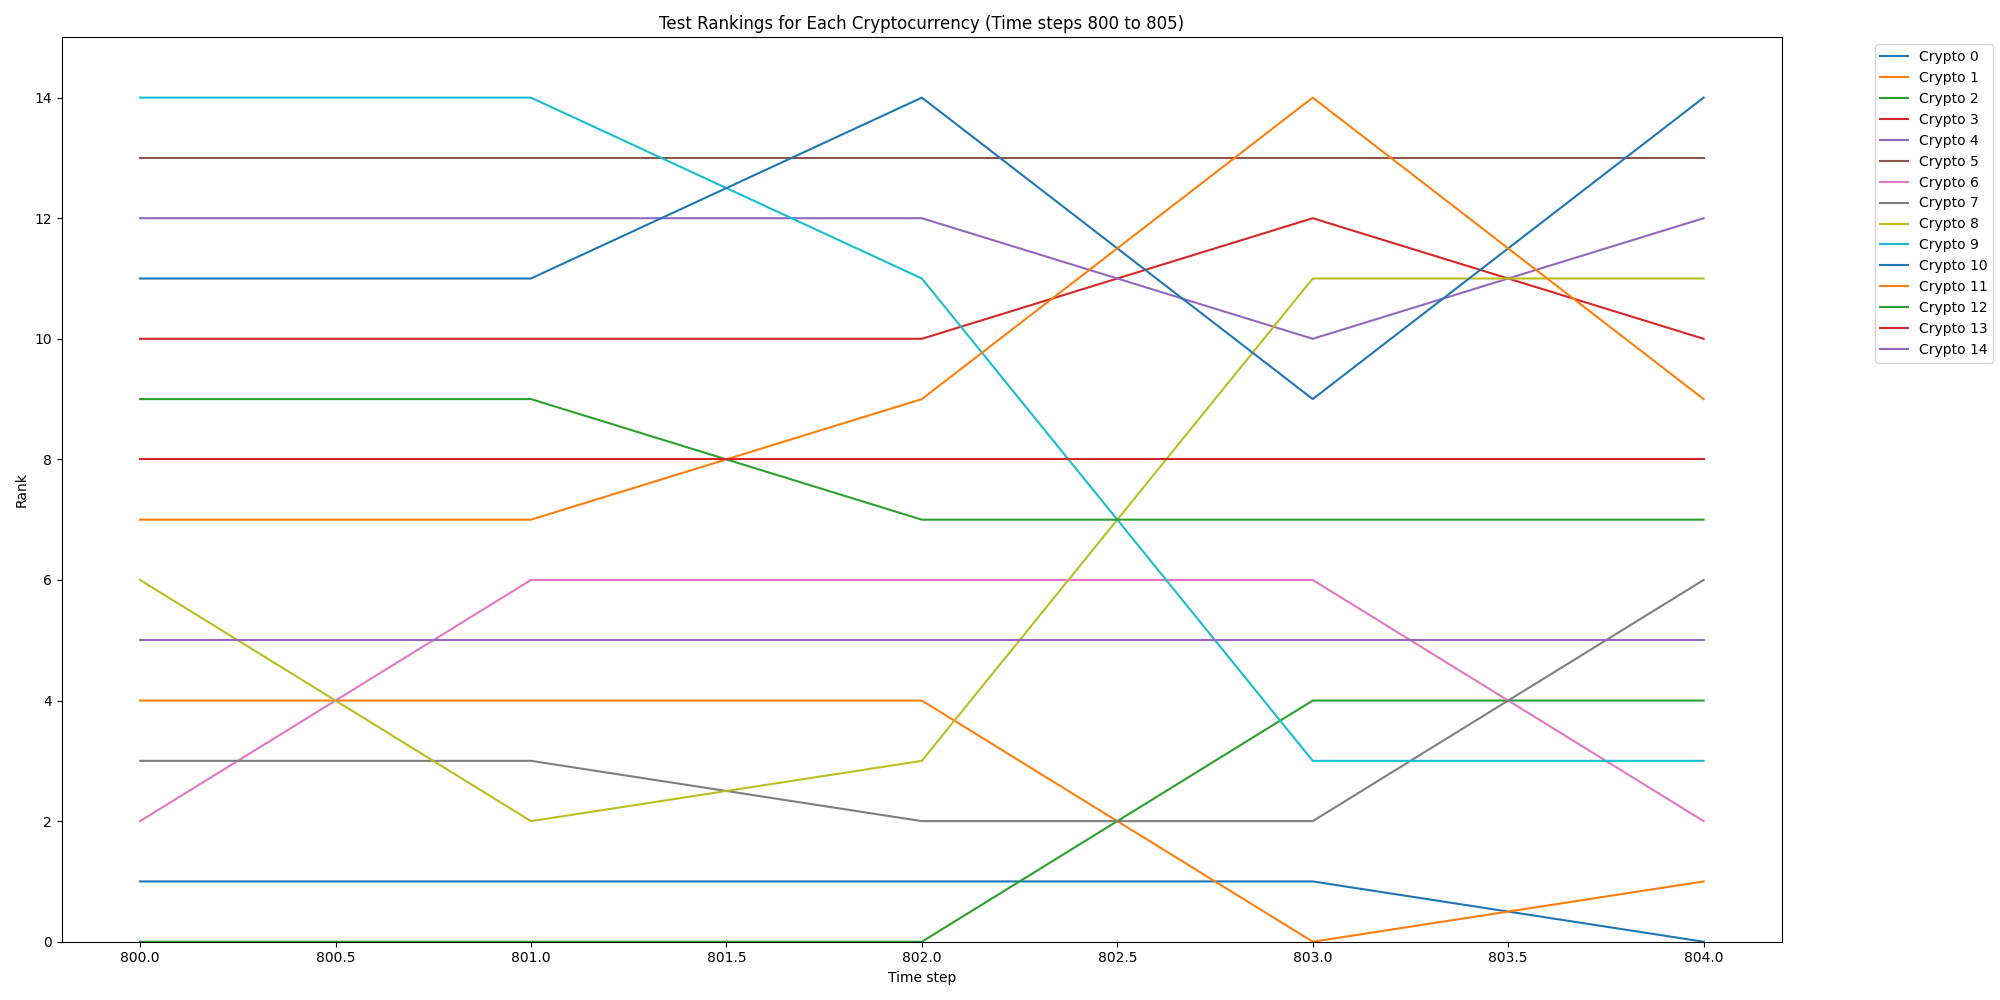 Test Rankings for Each Cryptocurrency (Time steps 800 to 805)
Rank
14
12
10
8
6
4
2
0
800.0 800.5 801.0 801.5 802.0 802.5 803.0 803.5 804.0
Time step
Crypto 0
Crypto 1
Crypto 2
Crypto 3
Crypto 4
Crypto 5
Crypto 6
Crypto 7
Crypto 8
Crypto 9
Crypto 10
Crypto 11
Crypto 12
Crypto 13
Crypto 14